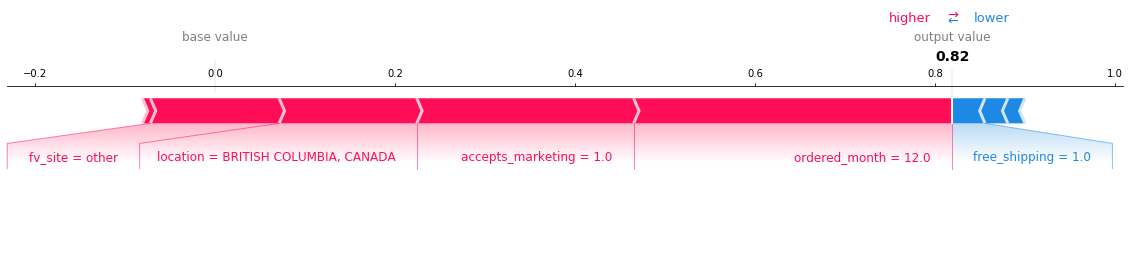 higher ⇄ lower
base value output value
0.82
−0.2 0.0 0.2 0.4 0.6 0.8 1.0
fv_site = other location = BRITISH COLUMBIA, CANADA accepts_marketing = 1.0 ordered_month = 12.0 free_shipping = 1.0